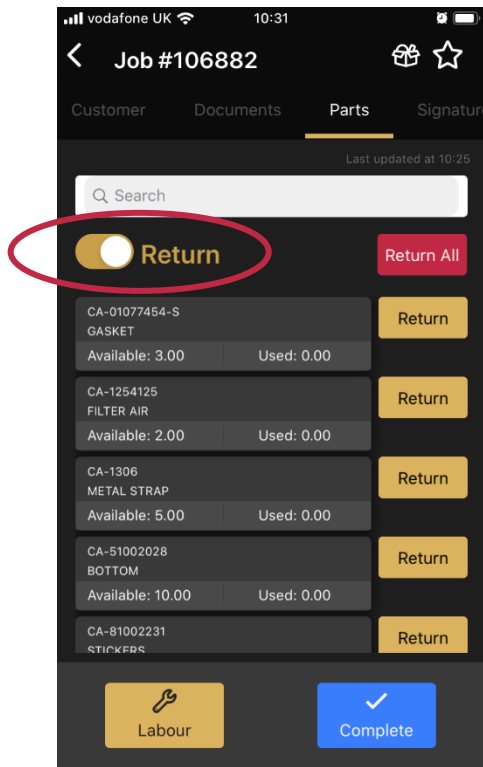 vodafone UK 10:31
Job #106882
Customer Documents Parts Signatur
Last updated at 10:25
Search
Return Return All
CA-01077454-S
GASKET
Return
Available: 3.00 Used: 0.00
CA-1254125
FILTER AIR
Return
Available: 2.00 Used: 0.00
CA-1306
METAL STRAP
Return
Available: 5.00 Used: 0.00
CA-51002028
BOTTOM
Return
Available: 10.00 Used: 0.00
CA-81002231
STICKERS
Return
Labour Complete